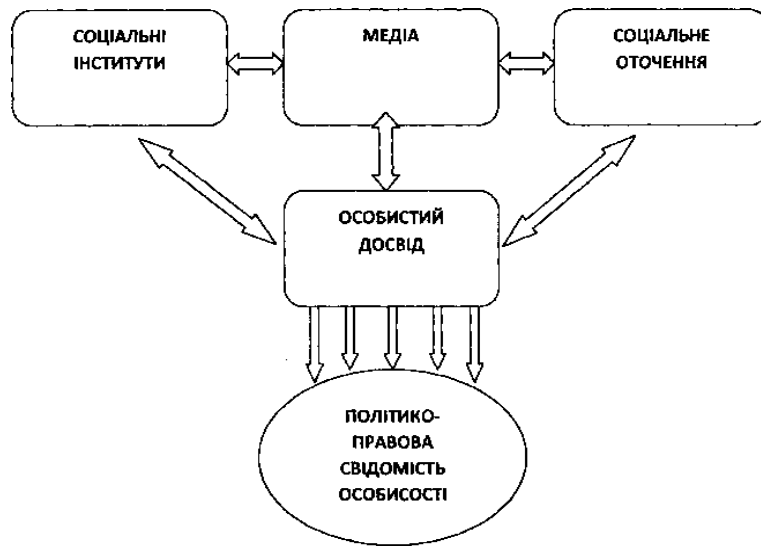 СОЦІАЛЬНІ
ІНСТИТУТИ
МЕДІА
СОЦІАЛЬНЕ
ОТОЧЕННЯ
ОСОБИСТИЙ
ДОСВІД
ПОЛІТИКО-
ПРАВОВА
СВІДОМІСТЬ
ОСОБИСОСТІ